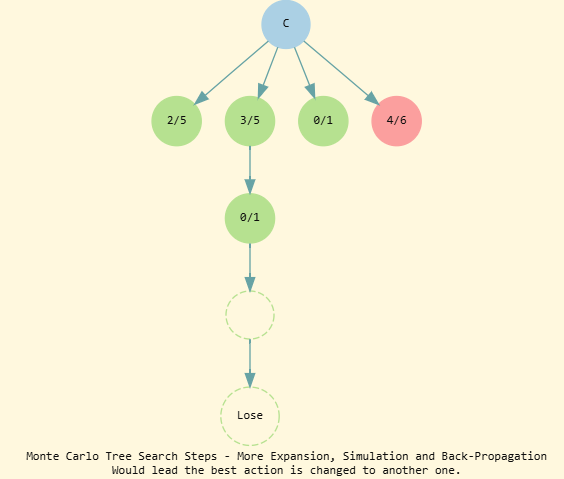 C
2/5
3/5
0/1
4/6
0/1
Lose
Monte Carlo Tree Search Steps - More Expansion, Simulation and Back-Propagation
Would lead the best action is changed to another one.